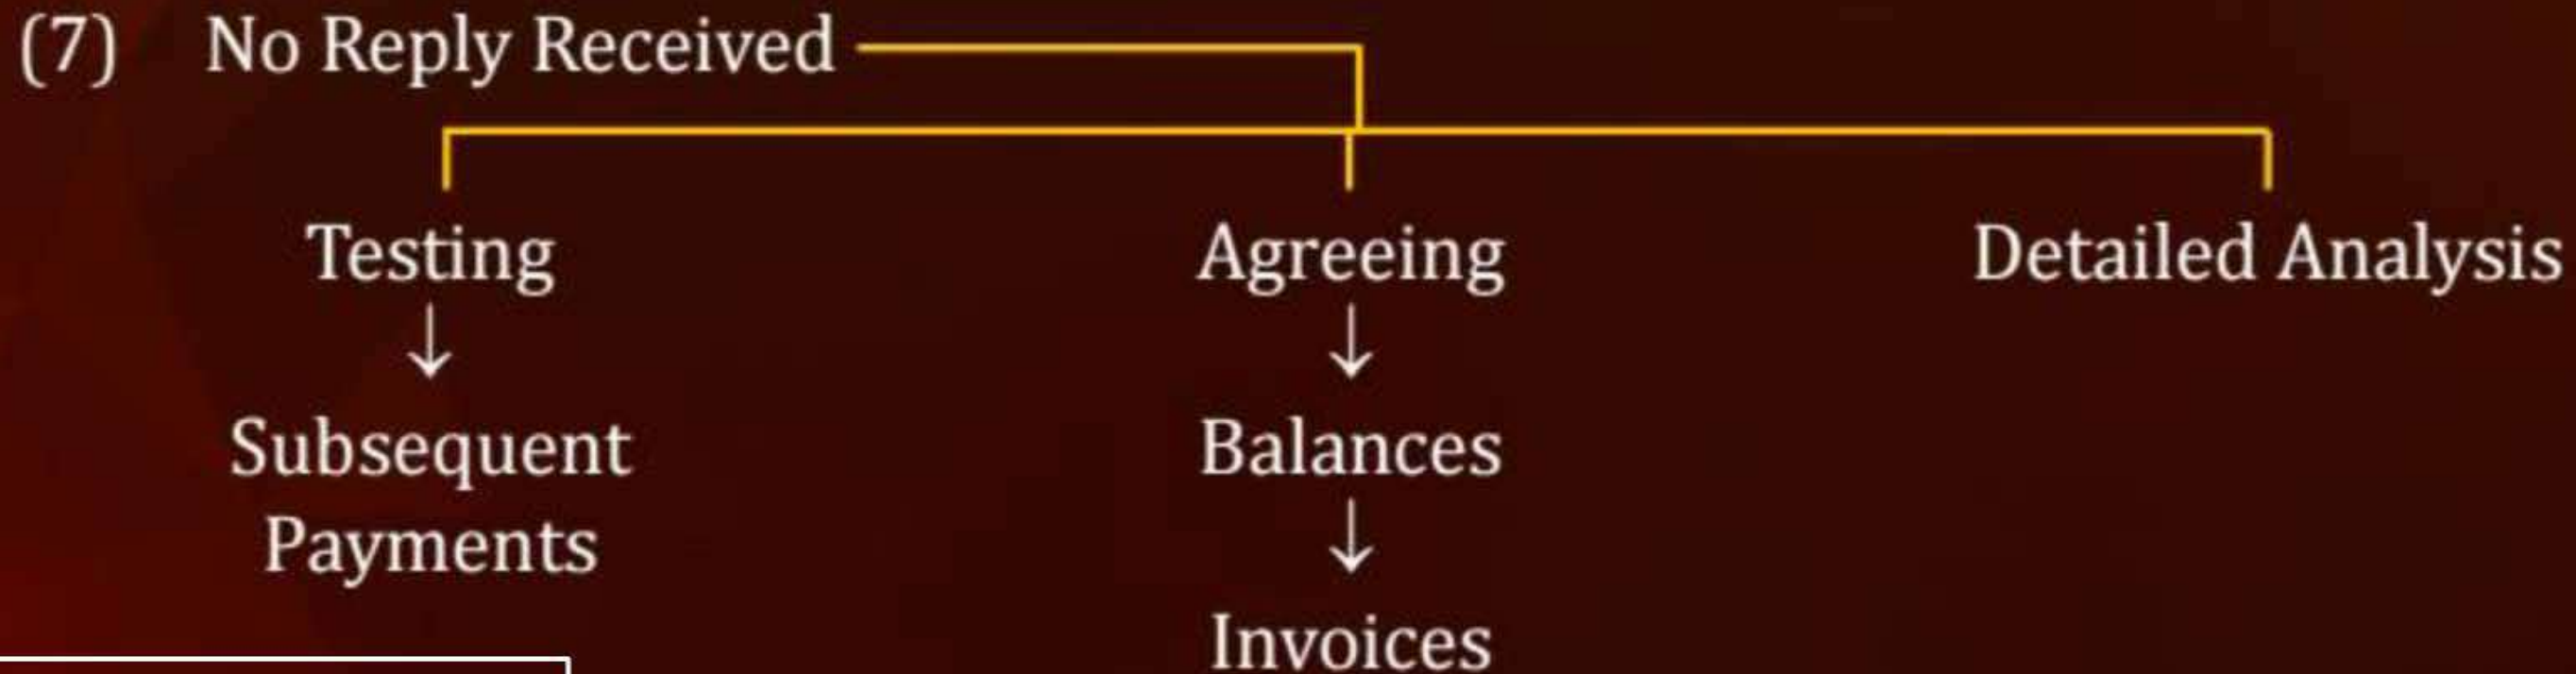 (7) No Reply Received
Testing
Agreeing
Detailed Analysis
↓
↓
Subsequent
Payments
Balances
↓
Invoices